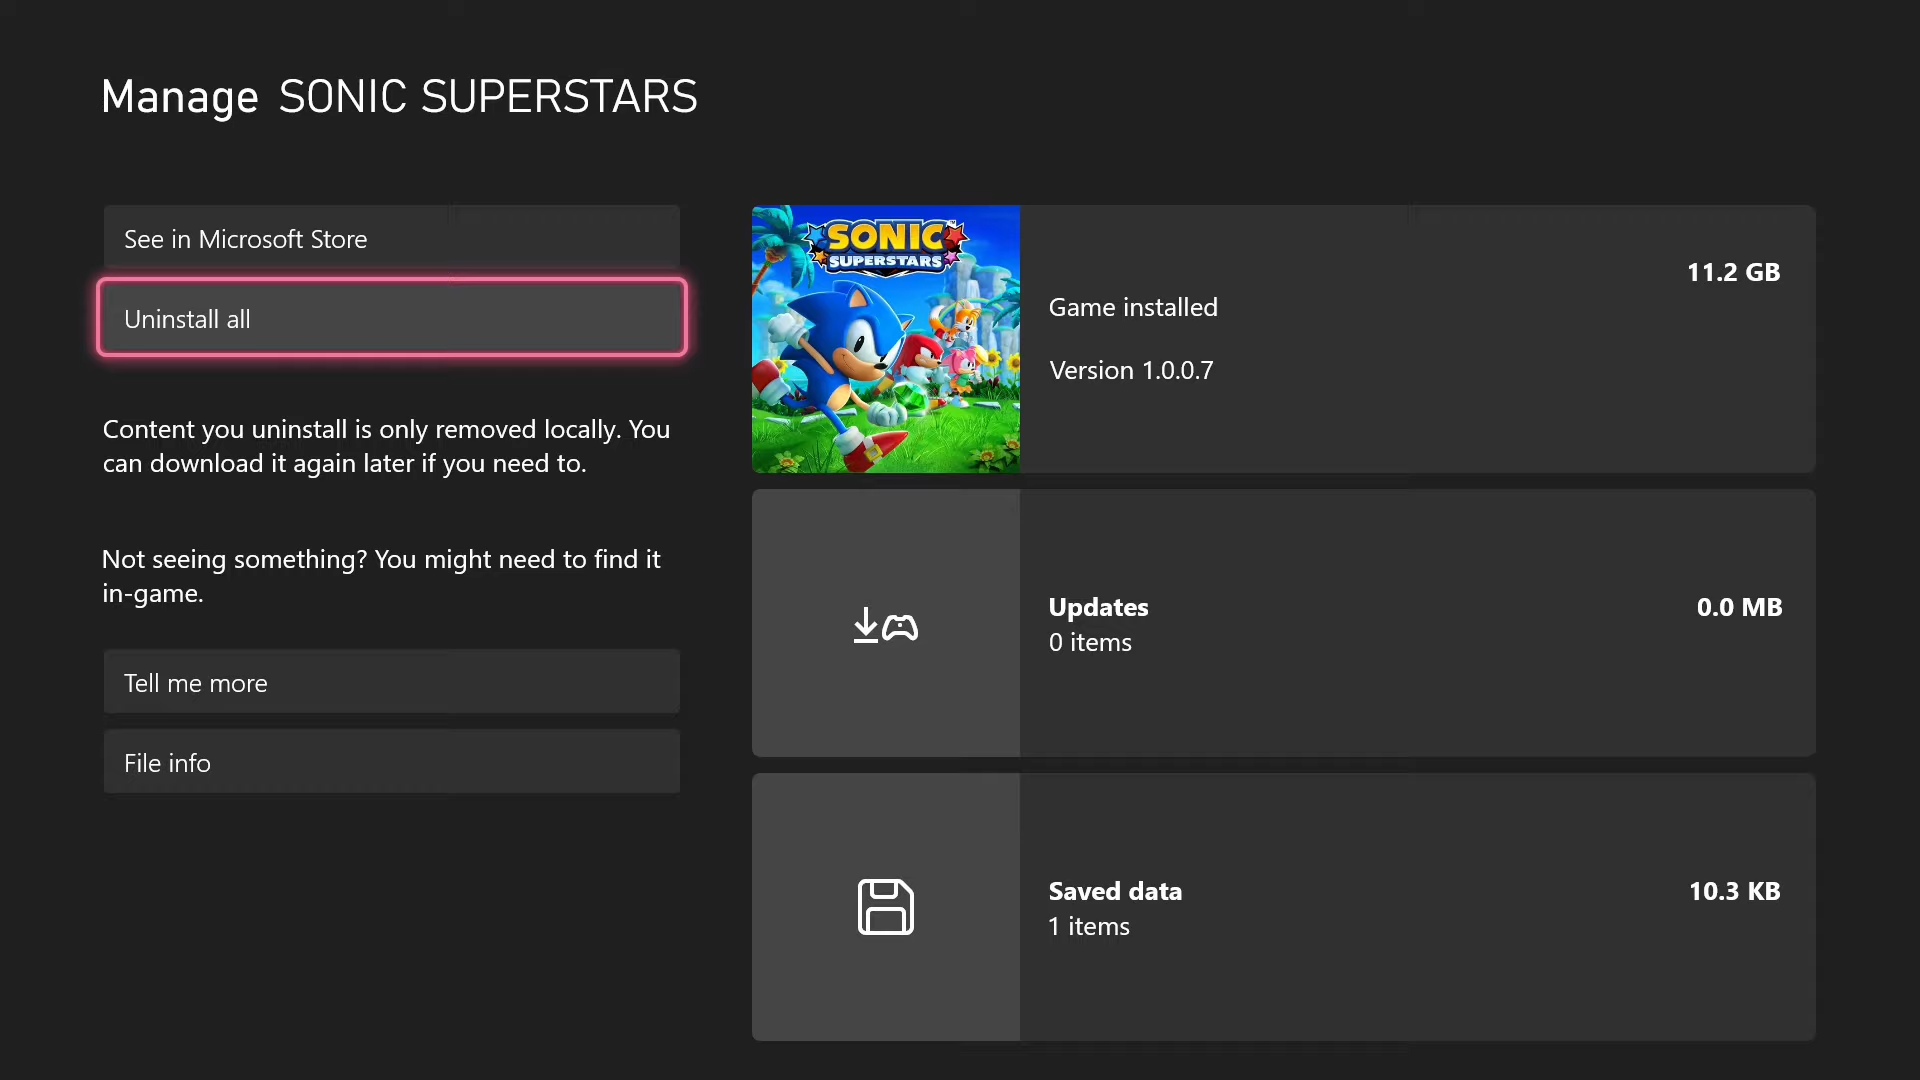 Manage SONIC SUPERSTARS
See in Microsoft Store
Uninstall all
Content you uninstall is only removed locally. You
can download it again later if you need to.
Not seeing something? You might need to find it
in-game.
Tell me more
File info
SONIC
SUPERSTARS
11.2 GB
Game installed
Version 1.0.0.7
Updates
0.0 MB
0 items
Saved data
10.3 KB
1 items